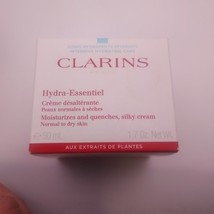 CLARINS
Hydra-Essentiel
Crème désaltérante
Peaux normales à sèches
Moisturizes and quenches, silky cream
Normal to dry skin
50 mL
1.7 Oz.
AUX EXTRAITS DE PLANTES